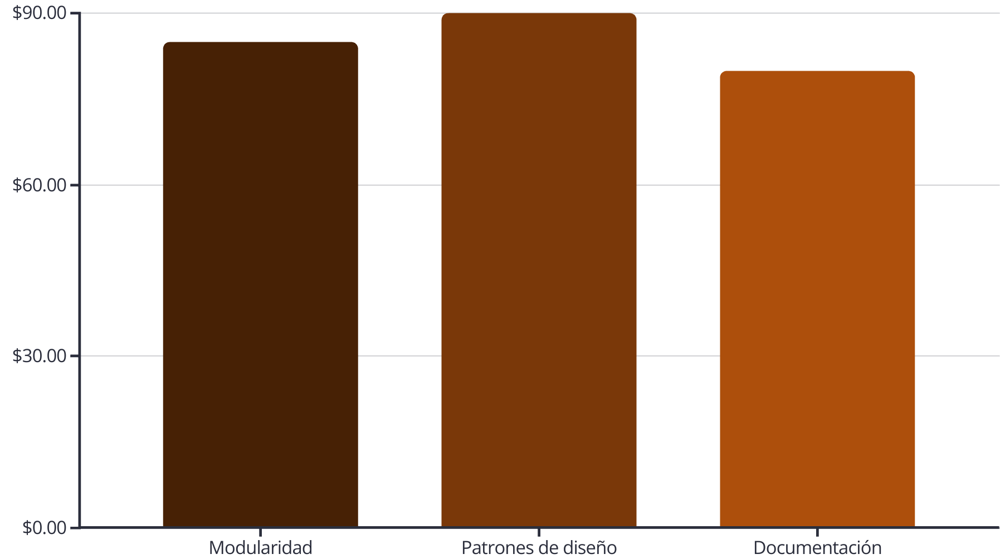 $90.00
$60.00
$30.00
$0.00
Modularidad
Patrones de diseño
Documentación